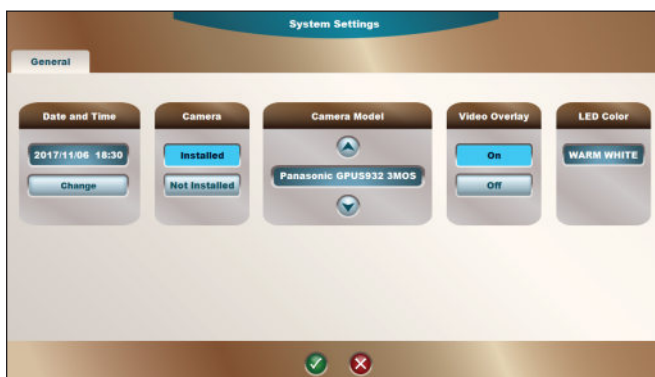 System Settings
General
Date and Time
2017/11/06 18:30
Change
Camera
Installed
Not Installed
Camera Model
Panasonic GPUS932 3MOS
Video Overlay
On
Off
LED Color
WARM WHITE